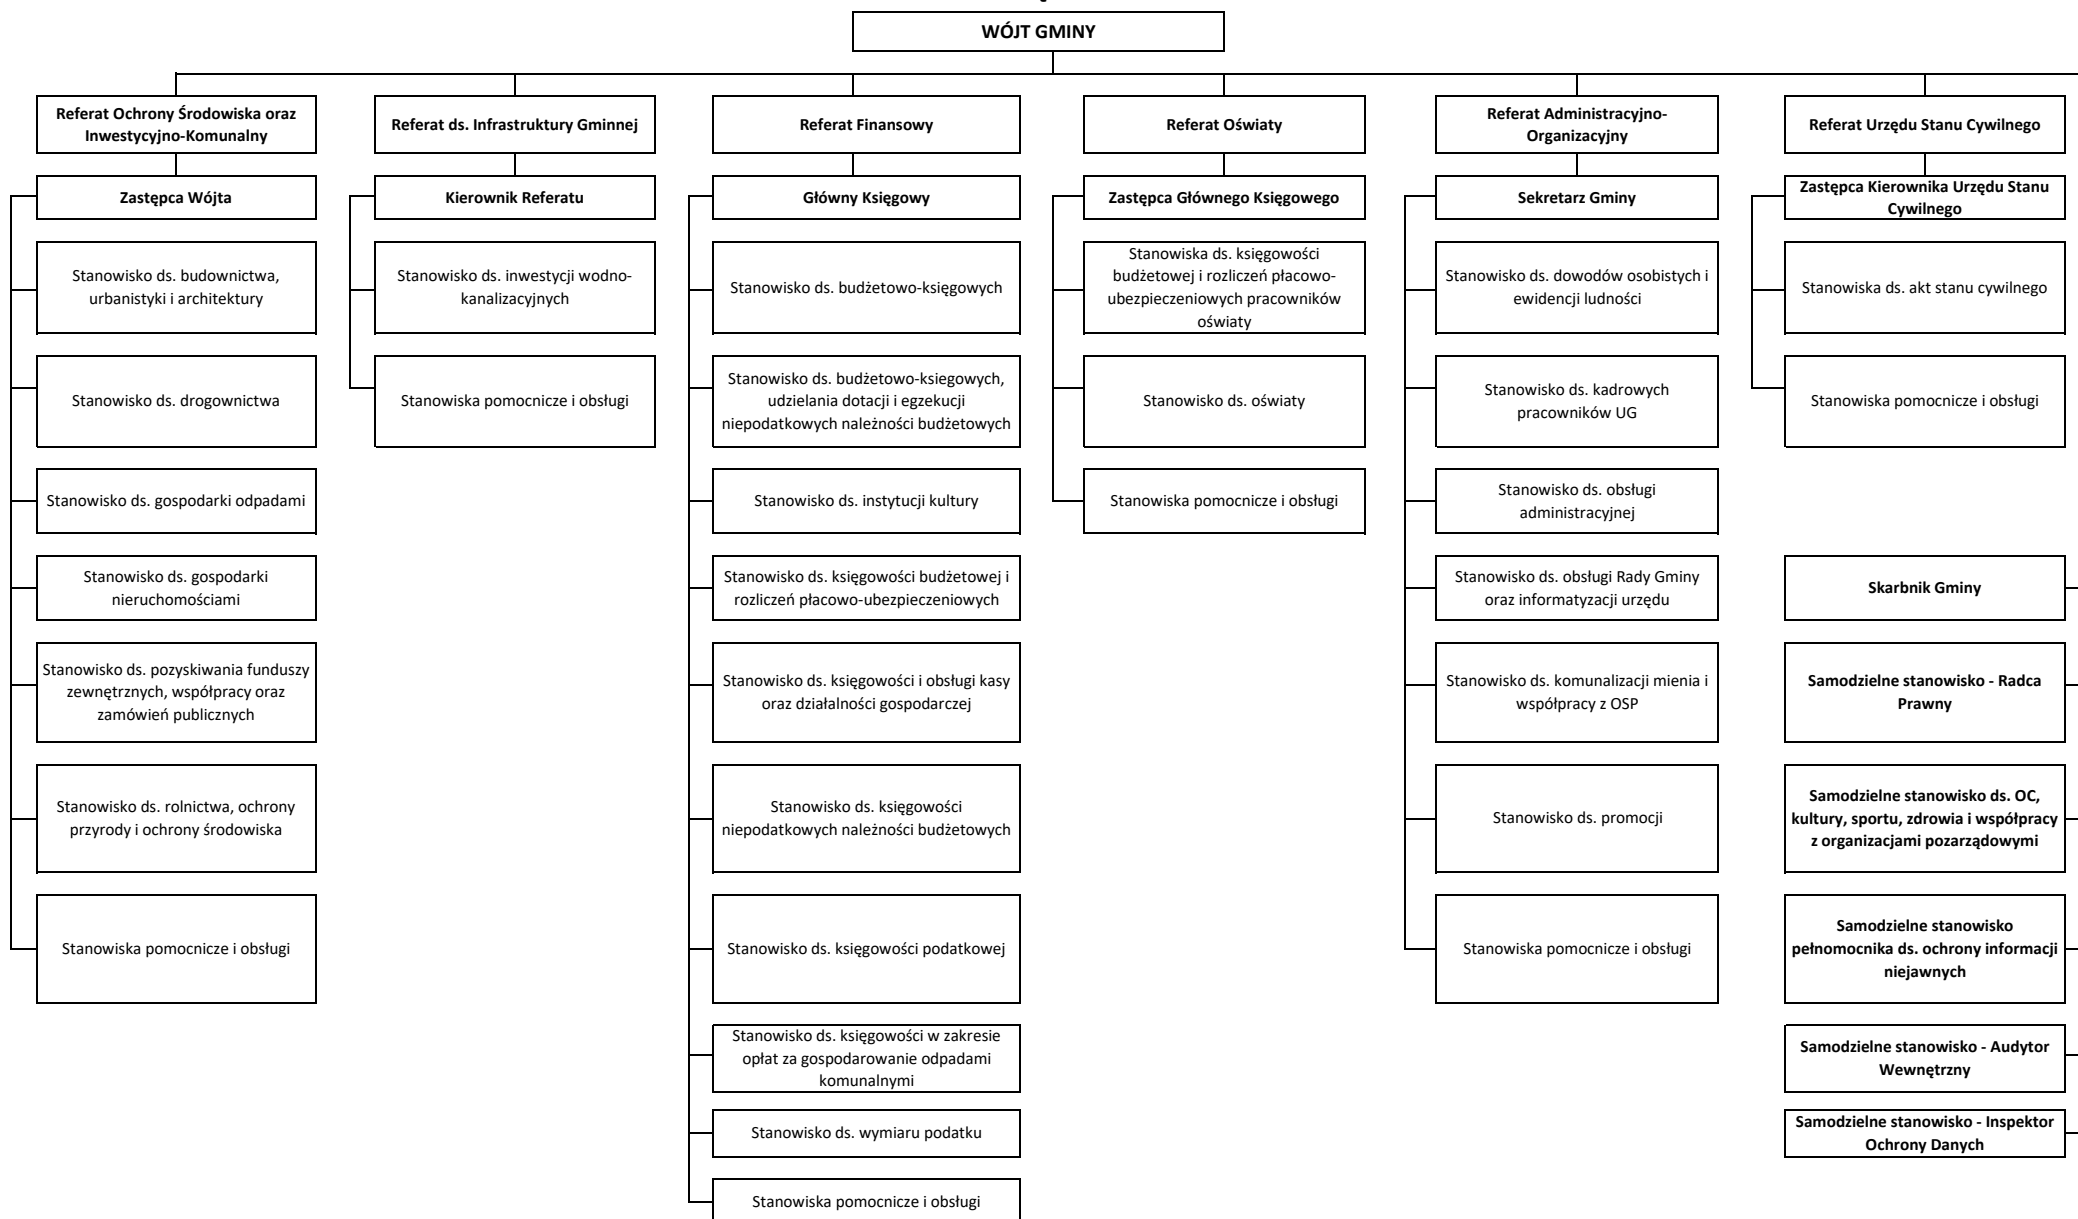 WÓJT GMINY
Referat Ochrony Środowiska oraz
Inwestycyjno-Komunalny
Referat ds. Infrastruktury Gminnej
Referat Finansowy
Referat Oświaty
Referat Administracyjno-
Organizacyjny
Referat Urzędu Stanu Cywilnego
Zastępca Wójta
Kierownik Referatu
Główny Księgowy
Zastępca Głównego Księgowego
Sekretarz Gminy
Zastępca Kierownika Urzędu Stanu
Cywilnego
Stanowisko ds. budownictwa,
urbanistyki i architektury
Stanowisko ds. inwestycji wodno-
kanalizacyjnych
Stanowisko ds. budżetowo-księgowych
Stanowiska ds. księgowości
budżetowej i rozliczeń płacowo-
ubezpieczeniowych pracowników
oświaty
Stanowisko ds. dowodów osobistych i
ewidencji ludności
Stanowiska ds. akt stanu cywilnego
Stanowisko ds. drogownictwa
Stanowiska pomocnicze i obsługi
Stanowisko ds. budżetowo-ksiegowych,
udzielania dotacji i egzekucji
niepodatkowych należności budżetowych
Stanowisko ds. oświaty
Stanowisko ds. kadrowych
pracowników UG
Stanowiska pomocnicze i obsługi
Stanowisko ds. gospodarki odpadami
Stanowisko ds. instytucji kultury
Stanowiska pomocnicze i obsługi
Stanowisko ds. obsługi
administracyjnej
Stanowisko ds. gospodarki
nieruchomościami
Stanowisko ds. księgowości budżetowej i
rozliczeń płacowo-ubezpieczeniowych
Stanowisko ds. obsługi Rady Gminy
oraz informatyzacji urzędu
Skarbnik Gminy
Stanowisko ds. pozyskiwania funduszy
zewnętrznych, współpracy oraz
zamówień publicznych
Stanowisko ds. księgowości i obsługi kasy
oraz działalności gospodarczej
Stanowisko ds. komunalizacji mienia i
współpracy z OSP
Samodzielne stanowisko - Radca
Prawny
Stanowisko ds. rolnictwa, ochrony
przyrody i ochrony środowiska
Stanowisko ds. księgowości
niepodatkowych należności budżetowych
Stanowisko ds. promocji
Samodzielne stanowisko ds. OC,
kultury, sportu, zdrowia i współpracy
z organizacjami pozarządowymi
Stanowiska pomocnicze i obsługi
Stanowisko ds. księgowości podatkowej
Stanowiska pomocnicze i obsługi
Samodzielne stanowisko
pełnomocnika ds. ochrony informacji
niejawnych
Stanowisko ds. księgowości w zakresie
opłat za gospodarowanie odpadami
komunalnymi
Samodzielne stanowisko - Audytor
Wewnętrzny
Stanowisko ds. wymiaru podatku
Samodzielne stanowisko - Inspektor
Ochrony Danych
Stanowiska pomocnicze i obsługi